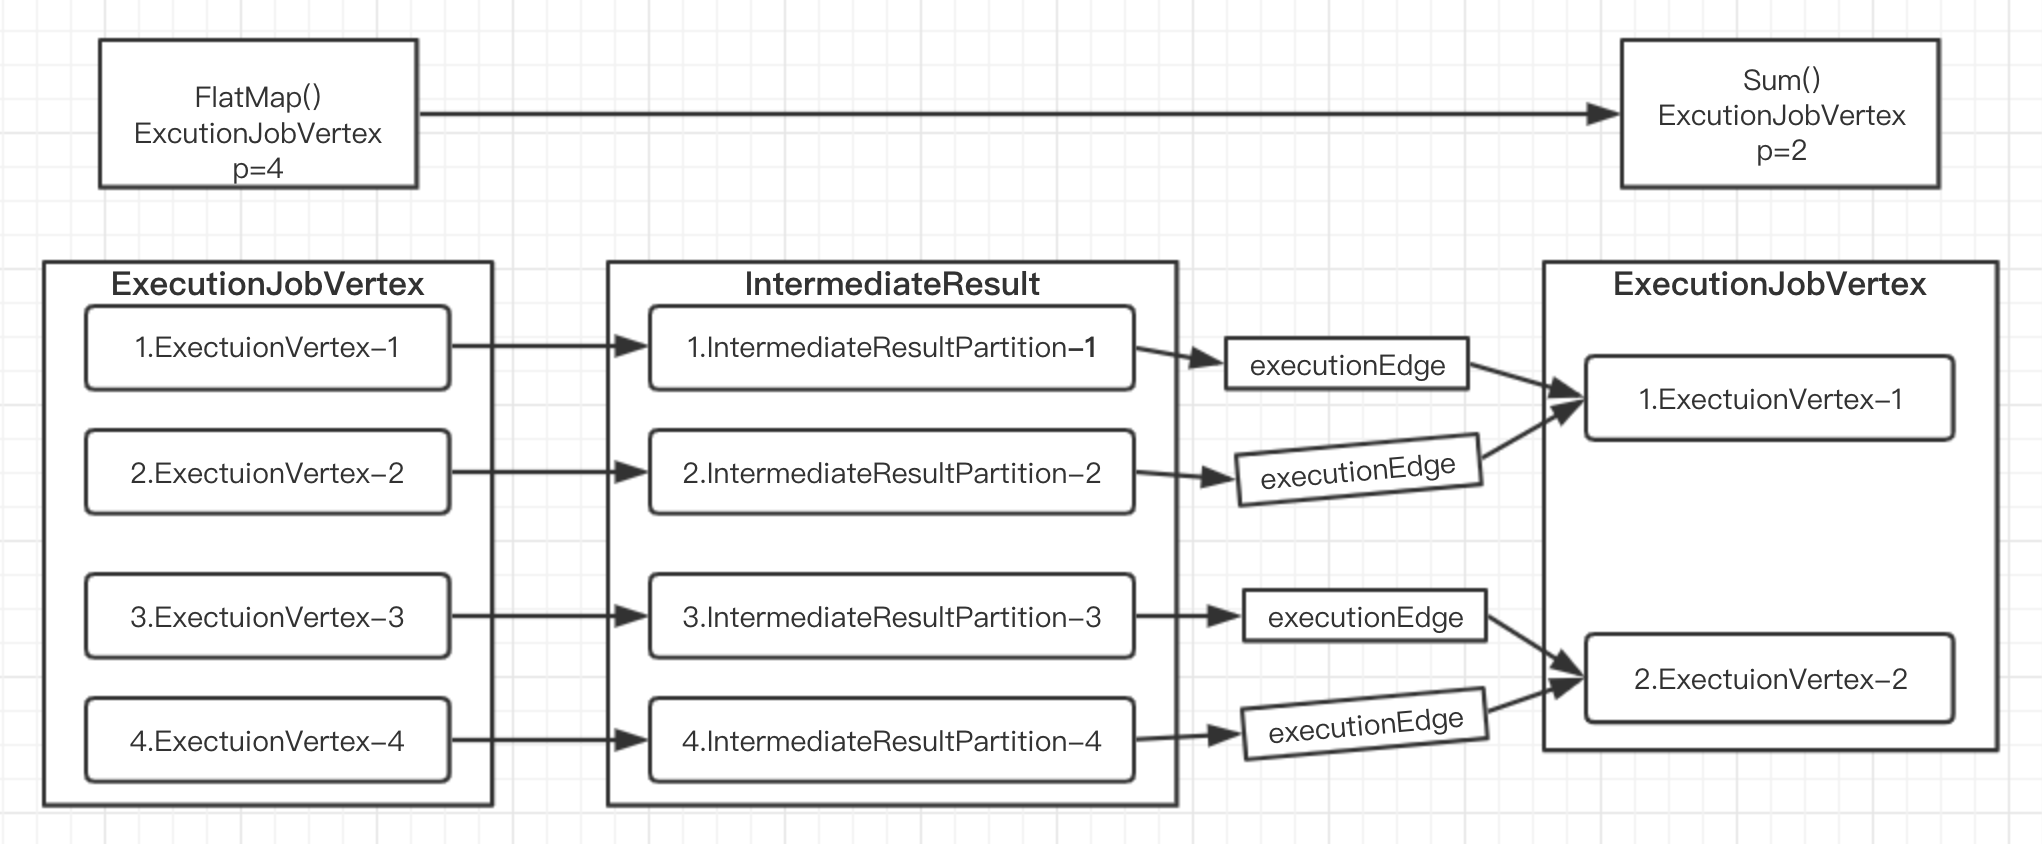 FlatMap()
ExcutionJobVertex
p=4
Sum()
ExcutionJobVertex
p=2
ExecutionJobVertex
1.ExectuionVertex-1
2.ExectuionVertex-2
3.ExectuionVertex-3
4.ExectuionVertex-4
IntermediateResult
1.IntermediateResultPartition-1
2.IntermediateResultPartition-2
3.IntermediateResultPartition-3
4.IntermediateResultPartition-4
executionEdge
executionEdge
executionEdge
executionEdge
ExecutionJobVertex
1.ExectuionVertex-1
2.ExectuionVertex-2